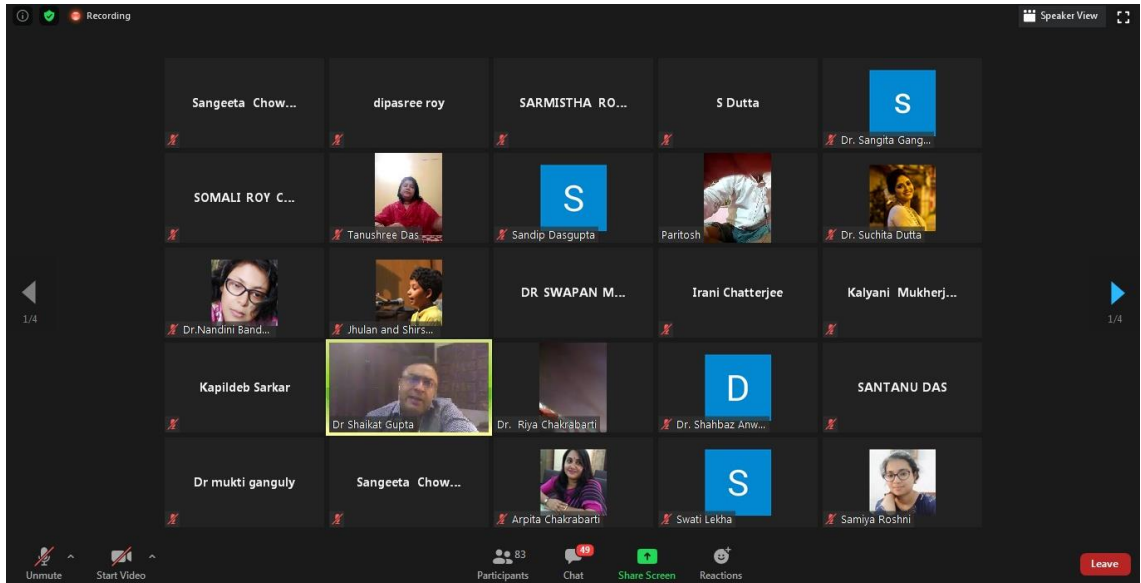 Recording
Speaker View
Sangeeta Chow...
dipasree roy
SARMISTHA RO...
S Dutta
S
Dr. Sangita Gang...
SOMALI ROY C...
Tanushree Das
S
Sandip Dasgupta
Paritosh
Dr. Suchita Dutta
Dr.Nandini Band...
Jhulan and Shirs...
DR SWAPAN M...
Irani Chatterjee
Kalyani Mukherj...
1/4
1/4
Kapildeb Sarkar
Dr Shaikat Gupta
Dr. Riya Chakrabarti
D
Dr. Shahbaz Anw...
SANTANU DAS
Dr mukti ganguly
Sangeeta Chow...
Arpita Chakrabarti
S
Swati Lekha
Samiya Roshni
Unmute
Start Video
83
Participants
49
Chat
Share Screen
Reactions
Leave